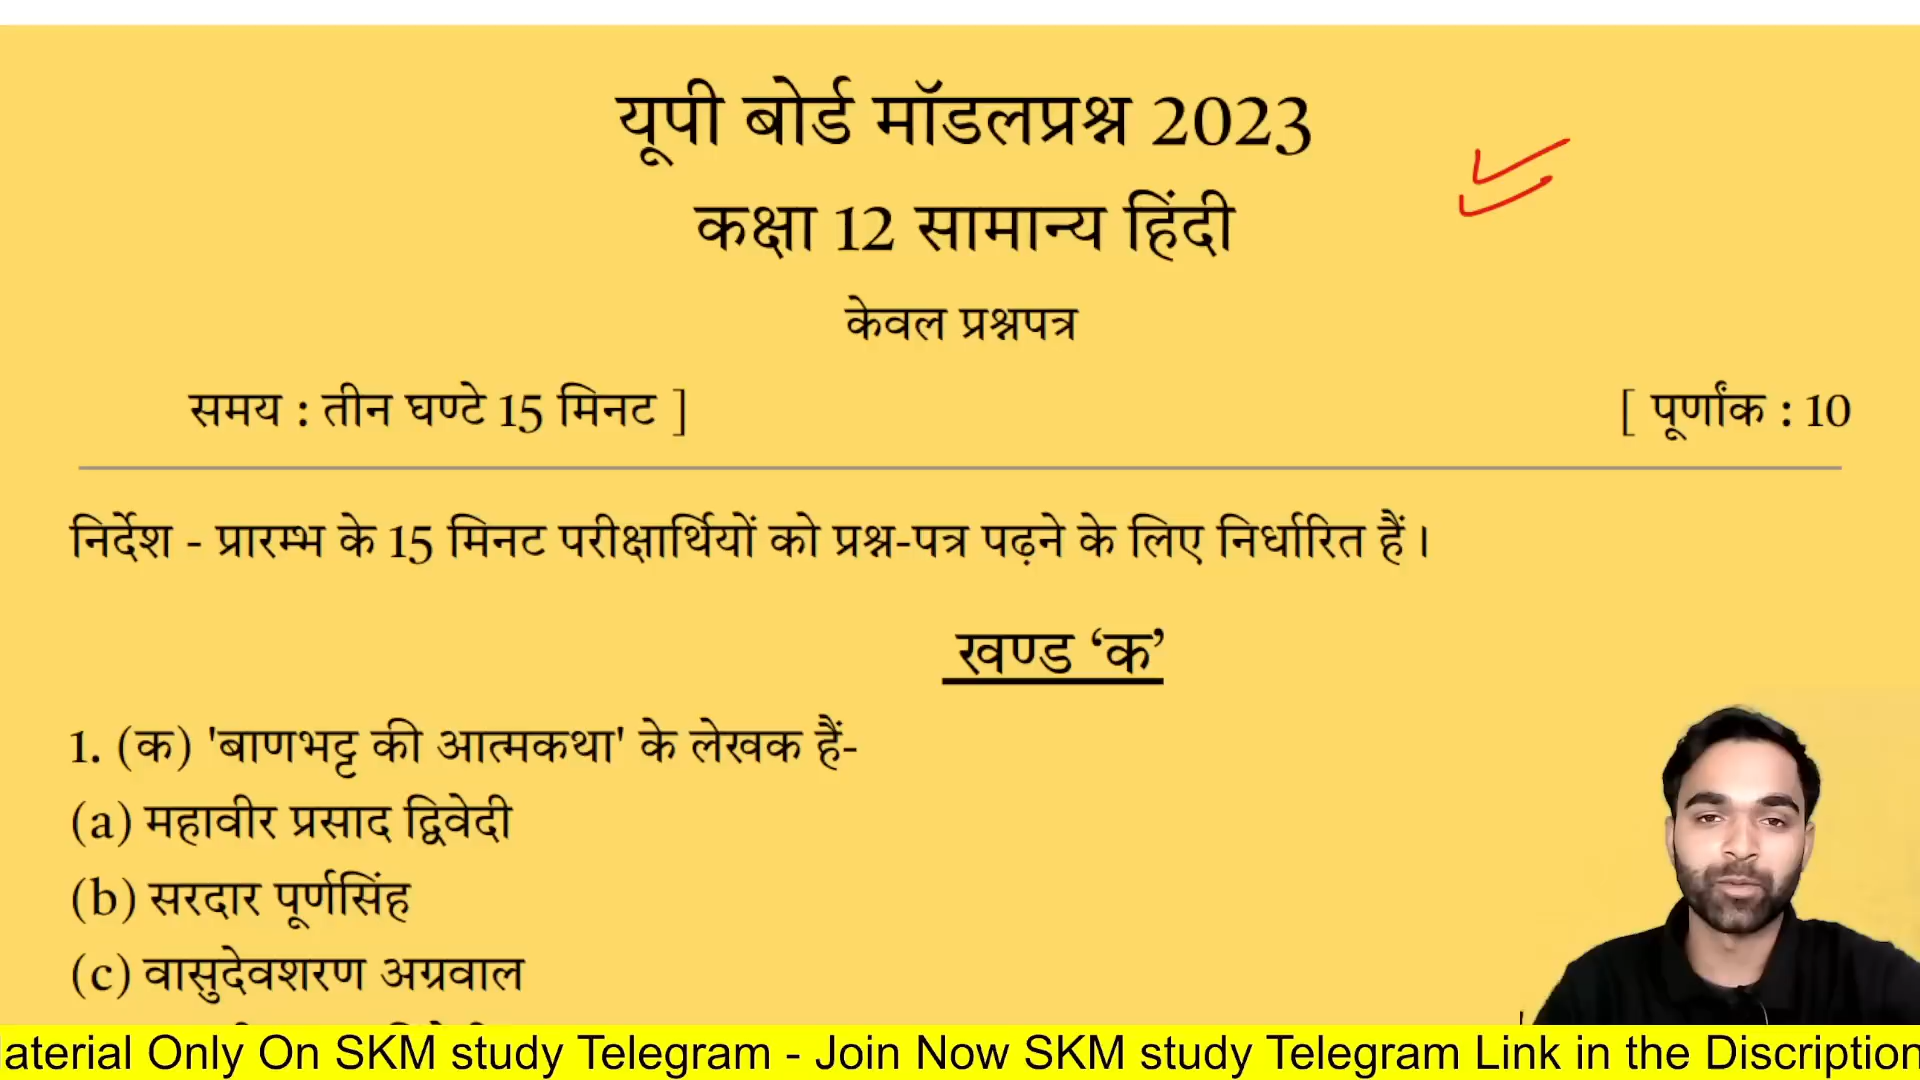 यूपी बोर्ड मॉडलप्रश्न 2023
कक्षा 12 सामान्य हिंदी
केवल प्रश्नपत्र
समय : तीन घण्टे 15 मिनट ] [ पूर्णांक : 10
निर्देश - प्रारम्भ के 15 मिनट परीक्षार्थियों को प्रश्न-पत्र पढ़ने के लिए निर्धारित हैं ।
खण्ड ‘क’
1. (क) 'बाणभट्ट की आत्मकथा' के लेखक हैं-
(a) महावीर प्रसाद द्विवेदी
(b) सरदार पूर्णसिंह
(c) वासुदेवशरण अग्रवाल
aterial Only On SKM study Telegram - Join Now SKM study Telegram Link in the Discription